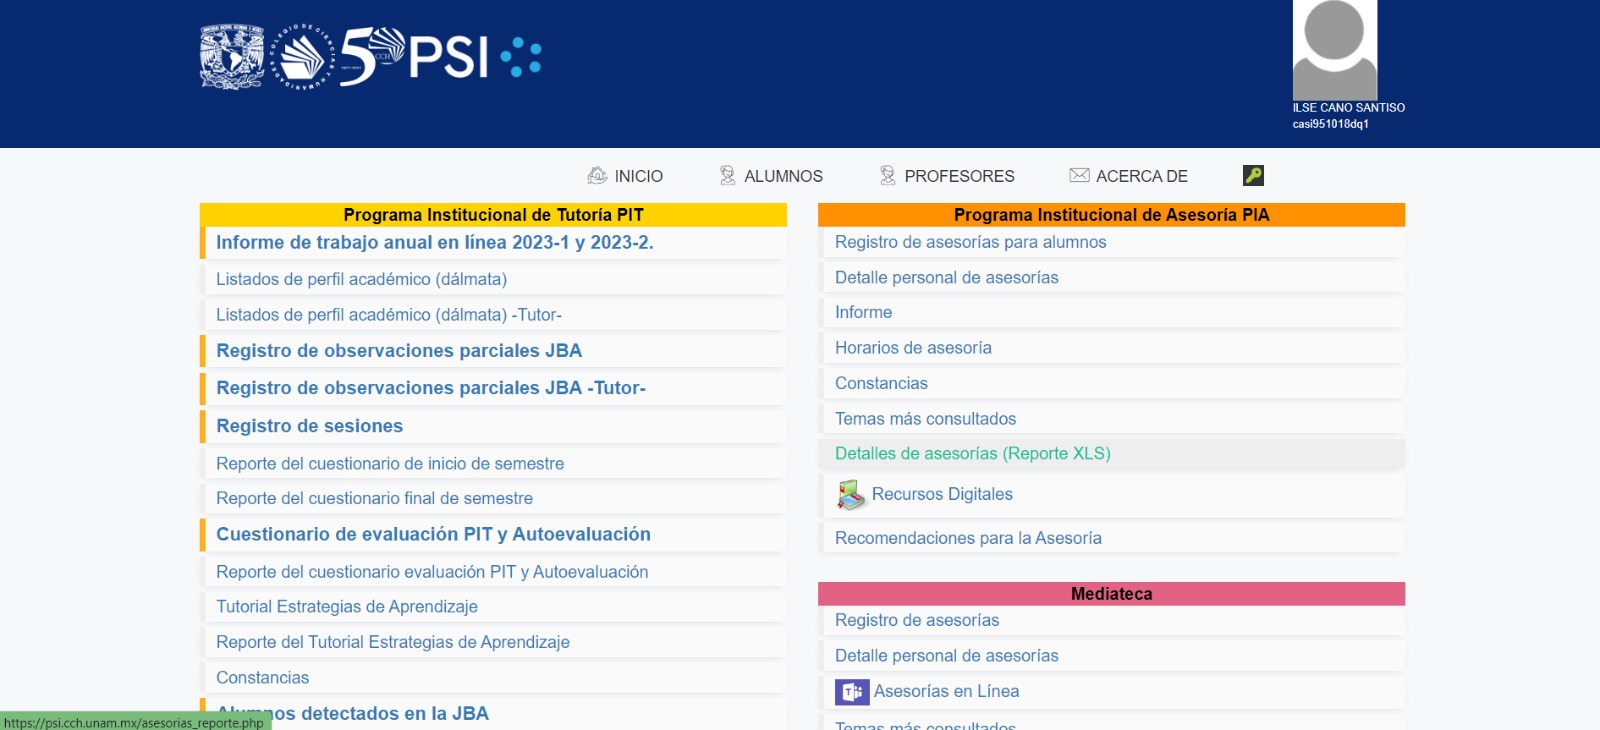 50 PSI
CCH
ILSE CANO SANTISO
casi951018dq1
INICIO
ALUMNOS
PROFESORES
ACERCA DE
Programa Institucional de Tutoría PIT
Informe de trabajo anual en línea 2023-1 y 2023-2.
Listados de perfil académico (dálmata)
Listados de perfil académico (dálmata) -Tutor-
Registro de observaciones parciales JBA
Registro de observaciones parciales JBA -Tutor-
Registro de sesiones
Reporte del cuestionario de inicio de semestre
Reporte del cuestionario final de semestre
Cuestionario de evaluación PIT y Autoevaluación
Reporte del cuestionario evaluación PIT y Autoevaluación
Tutorial Estrategias de Aprendizaje
Reporte del Tutorial Estrategias de Aprendizaje
Constancias
Alumnos detectados en la JBA
https://psi.cch.unam.mx/asesorias_reporte.php
Programa Institucional de Asesoría PIA
Registro de asesorías para alumnos
Detalle personal de asesorías
Informe
Horarios de asesoría
Constancias
Temas más consultados
Detalles de asesorías (Reporte XLS)
Recursos Digitales
Recomendaciones para la Asesoría
Mediateca
Registro de asesorías
Detalle personal de asesorías
Asesorías en Línea
Temas más consultados